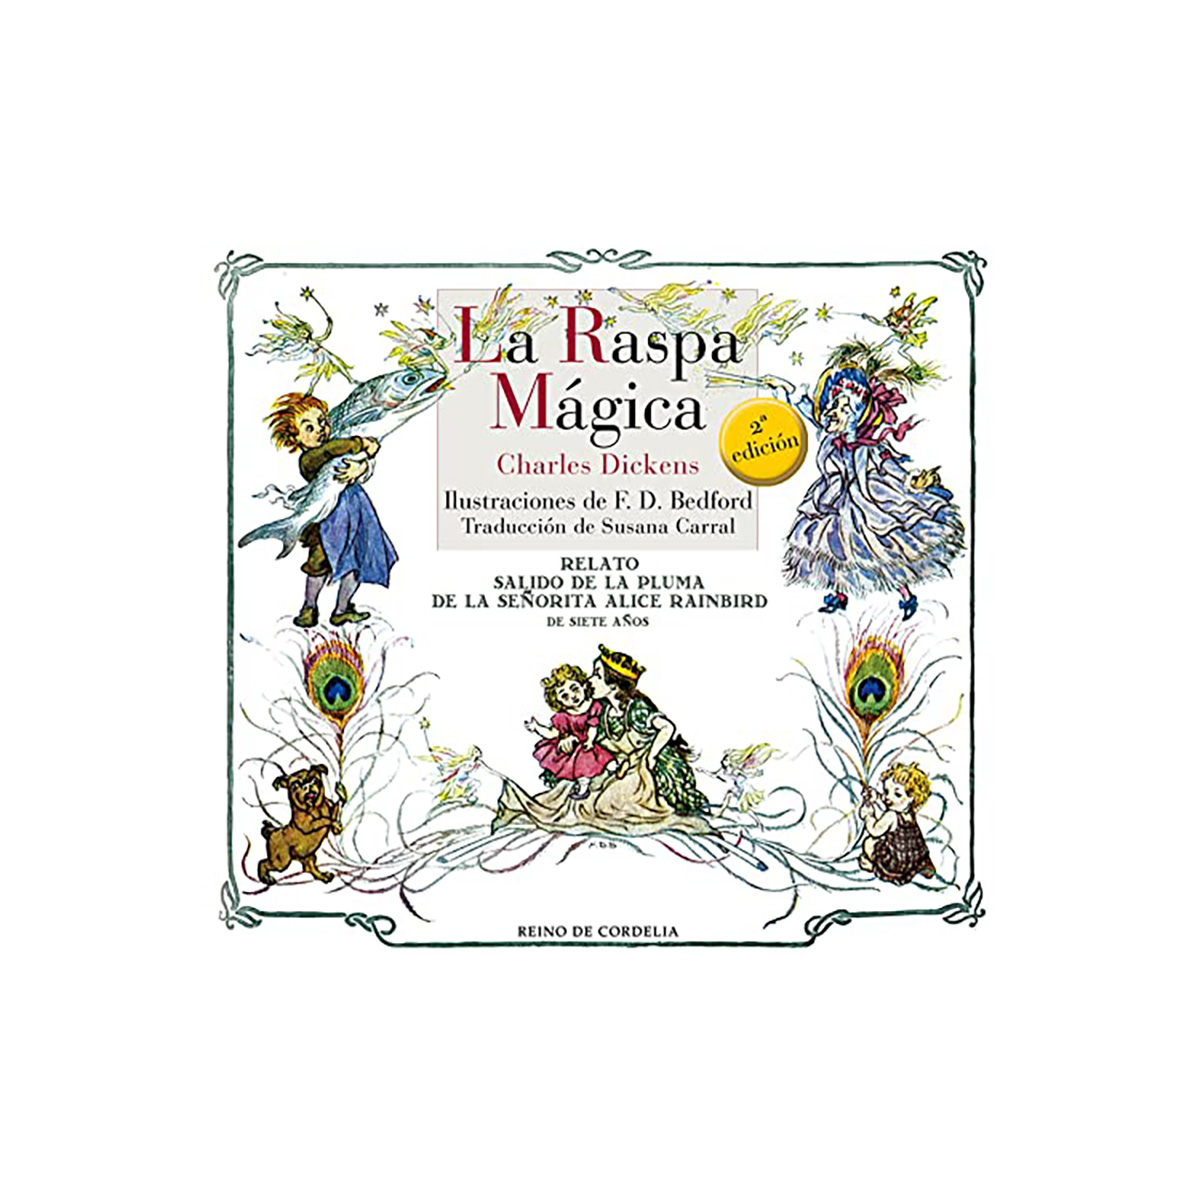 La Raspa
Mágica
2ª
edición
Charles Dickens
Ilustraciones de F. D. Bedford
Traducción de Susana Carral
RELATO
SALIDO DE LA PLUMA
DE LA SEÑORITA ALICE RAINBIRD
DE SIETE AÑOS
REINO DE CORDELIA